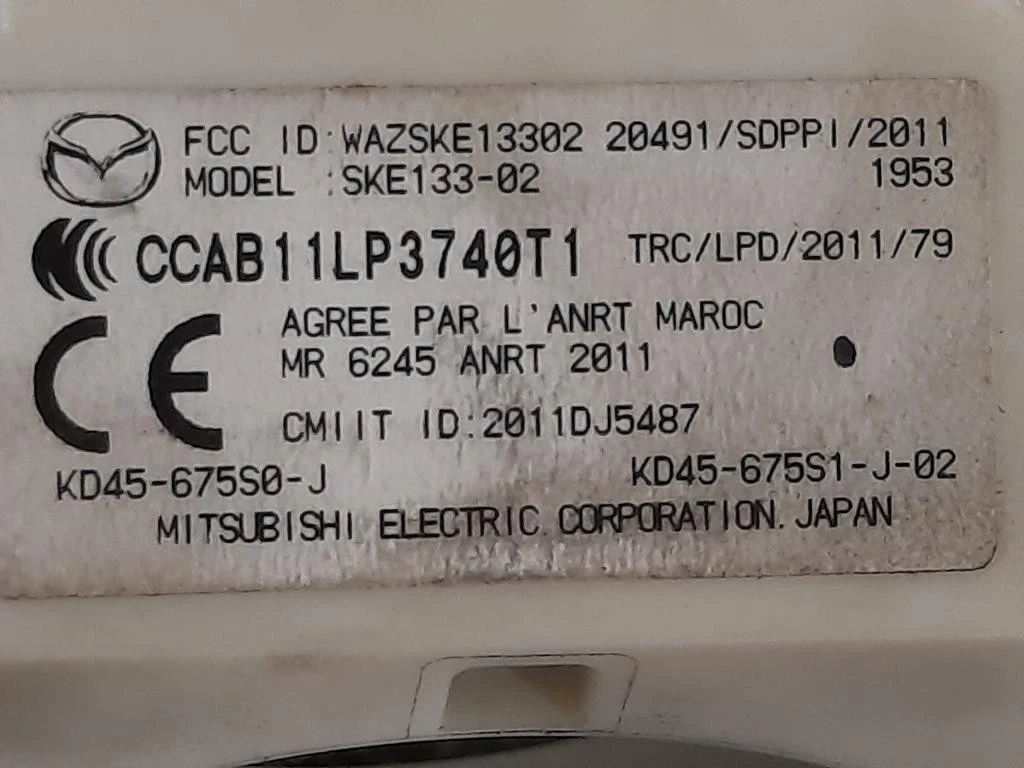 FCC ID:WAZSKE13302 20491/SDPPI/2011
MODEL :SKE133-02 1953
CCAB11LP3740T1 TRC/LPD/2011/79
CE AGREE PAR L'ANRT MAROC
MR 6245 ANRT 2011
CMIIT ID:2011DJ5487
KD45-675S0-J KD45-675S1-J-02
MITSUBISHI ELECTRIC CORPORATION. JAPAN